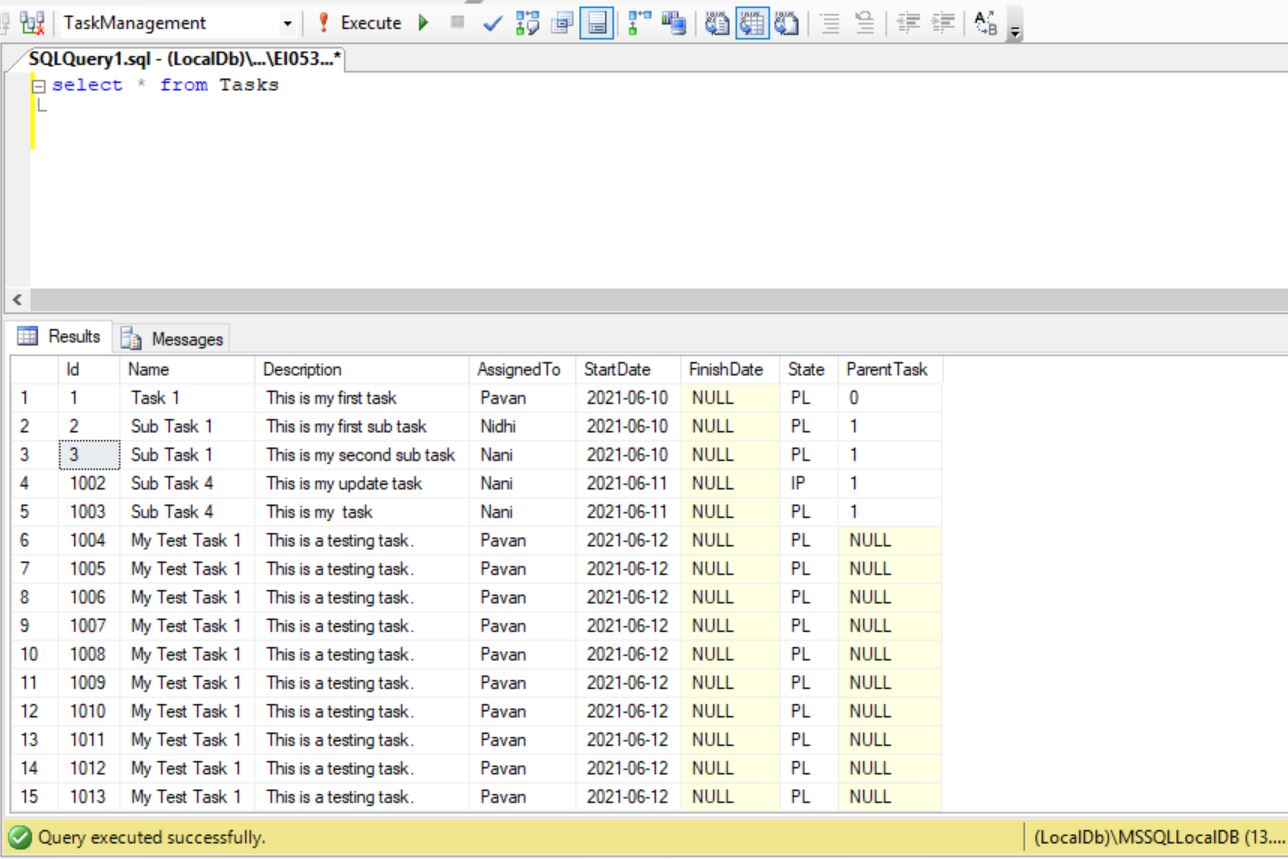 TaskManagement Execute
SQLQuery1.sql - (LocalDb)\...\EI053...*
select * from Tasks
Results Messages
Id Name Description AssignedTo StartDate FinishDate State ParentTask
1 1 Task 1 This is my first task Pavan 2021-06-10 NULL PL 0
2 2 Sub Task 1 This is my first sub task Nidhi 2021-06-10 NULL PL 1
3 3 Sub Task 1 This is my second sub task Nani 2021-06-10 NULL PL 1
4 1002 Sub Task 4 This is my update task Nani 2021-06-11 NULL IP 1
5 1003 Sub Task 4 This is my  task Nani 2021-06-11 NULL PL 1
6 1004 My Test Task 1 This is a testing task. Pavan 2021-06-12 NULL PL NULL
7 1005 My Test Task 1 This is a testing task. Pavan 2021-06-12 NULL PL NULL
8 1006 My Test Task 1 This is a testing task. Pavan 2021-06-12 NULL PL NULL
9 1007 My Test Task 1 This is a testing task. Pavan 2021-06-12 NULL PL NULL
10 1008 My Test Task 1 This is a testing task. Pavan 2021-06-12 NULL PL NULL
11 1009 My Test Task 1 This is a testing task. Pavan 2021-06-12 NULL PL NULL
12 1010 My Test Task 1 This is a testing task. Pavan 2021-06-12 NULL PL NULL
13 1011 My Test Task 1 This is a testing task. Pavan 2021-06-12 NULL PL NULL
14 1012 My Test Task 1 This is a testing task. Pavan 2021-06-12 NULL PL NULL
15 1013 My Test Task 1 This is a testing task. Pavan 2021-06-12 NULL PL NULL
Query executed successfully. (LocalDb)\MSSQLLocalDB (13....